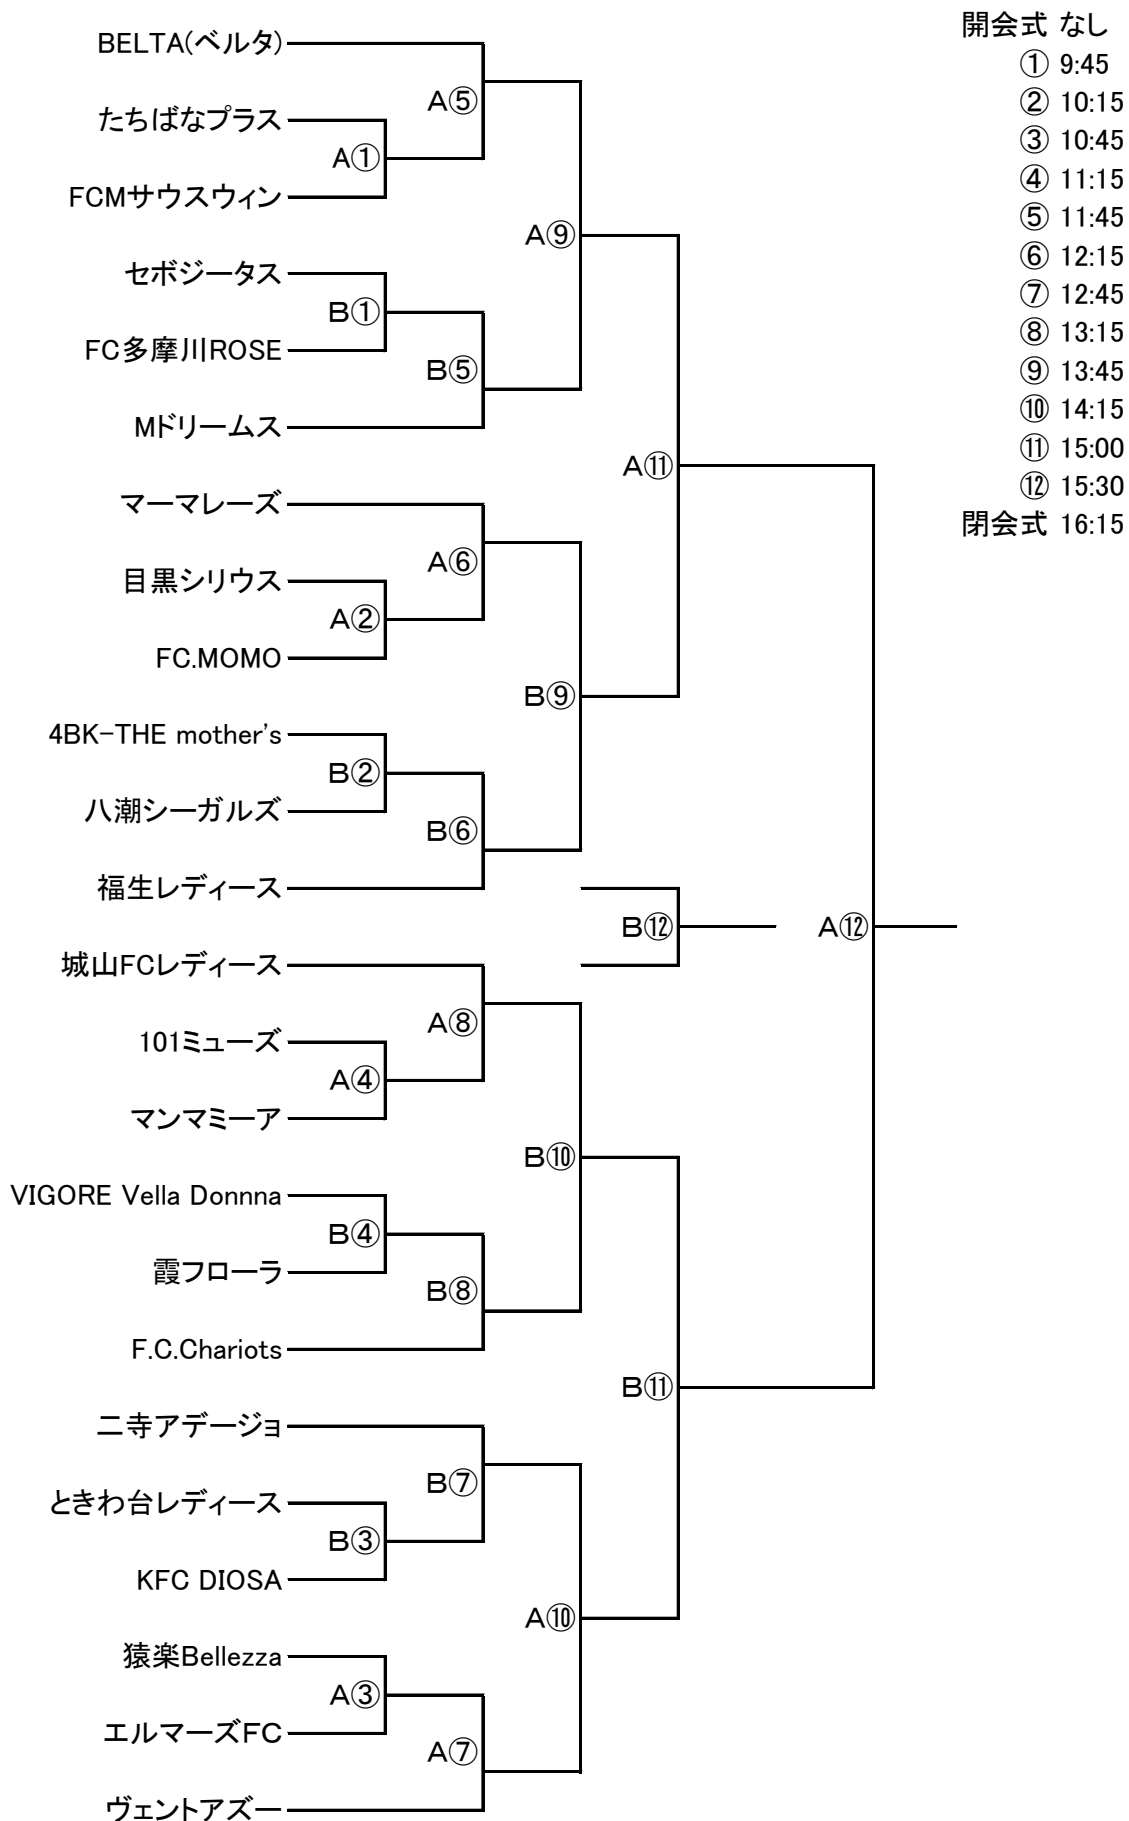 開会式 なし
① 9:45
② 10:15
③ 10:45
④ 11:15
⑤ 11:45
⑥ 12:15
⑦ 12:45
⑧ 13:15
⑨ 13:45
⑩ 14:15
⑪ 15:00
⑫ 15:30
閉会式 16:15
BELTA(ベルタ)
A⑤
たちばなプラス
A①
FCMサウスウィン
A⑨
セボジータス
B①
FC多摩川ROSE
B⑤
Mドリームス
A⑪
マーマレーズ
A⑥
目黒シリウス
A②
FC.MOMO
B⑨
4BK-THE mother's
B②
八潮シーガルズ
B⑥
福生レディース
B⑫
A⑫
城山FCレディース
A⑧
101ミューズ
A④
マンマミーア
B⑩
VIGORE Vella Donnna
B④
霞フローラ
B⑧
F.C.Chariots
B⑪
二寺アデージョ
B⑦
ときわ台レディース
B③
KFC DIOSA
A⑩
猿楽Bellezza
A③
エルマーズFC
A⑦
ヴェントアズー